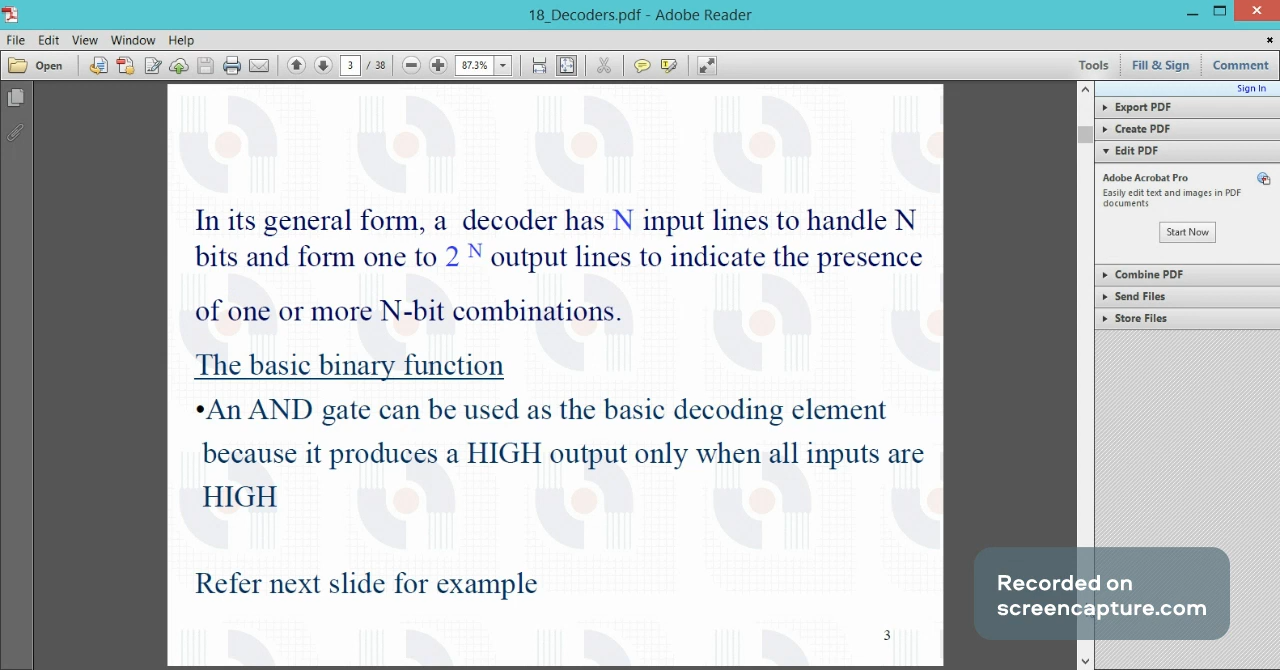 18_Decoders.pdf - Adobe Reader
File Edit View Window Help
Open 3 / 38 87.3% Tools Fill & Sign Comment
Sign In
Export PDF
Create PDF
Edit PDF
Adobe Acrobat Pro
Easily edit text and images in PDF
documents
Start Now
Combine PDF
Send Files
Store Files
In its general form, a decoder has N input lines to handle N
bits and form one to 2 N output lines to indicate the presence
of one or more N-bit combinations.
The basic binary function
•An AND gate can be used as the basic decoding element
because it produces a HIGH output only when all inputs are
HIGH
Refer next slide for example
3
Recorded on
screencapture.com